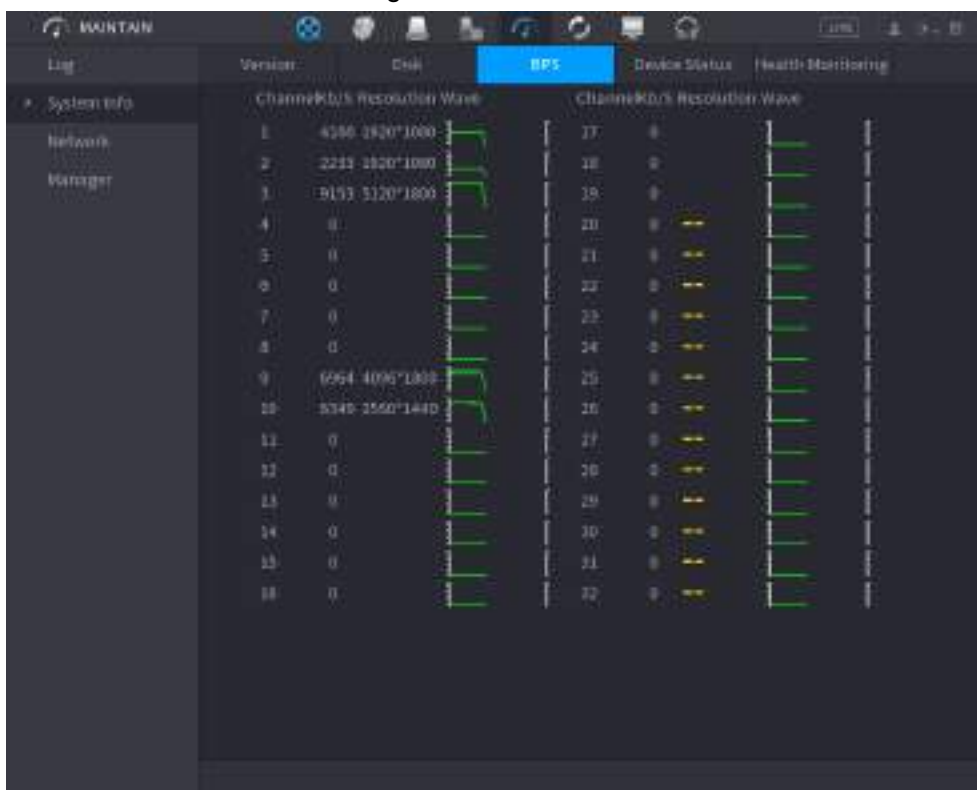 MAINTAIN
LIVE
Log
Version Disk BPS Device Status Health Monitoring
System Info
Network
Manager
Channel Kb/S Resolution Wave Channel Kb/S Resolution Wave
1 1920*1080 17 0
2 2233 1920*1080 18 0
3 9153 5120*1800 19 0
4 0 20 0 --
5 0 21 0 --
6 0 22 0 --
7 0 23 0 --
8 0 24 0 --
9 6964 4096*1800 25 0 --
10 2560*1440 26 0 --
11 0 27 0 --
12 0 28 0 --
13 0 29 0 --
14 0 30 0 --
15 0 31 0 --
16 0 32 0 --